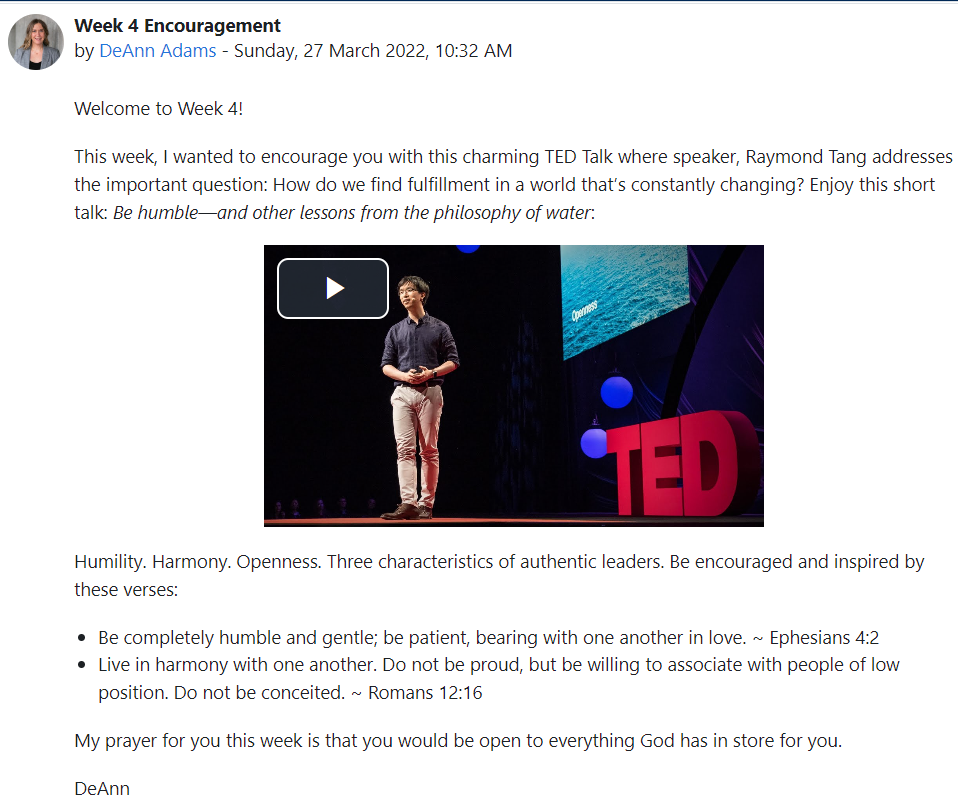 Week 4 Encouragement
by DeAnn Adams - Sunday, 27 March 2022, 10:32 AM
Welcome to Week 4!
This week, I wanted to encourage you with this charming TED Talk where speaker, Raymond Tang addresses
the important question: How do we find fulfillment in a world that's constantly changing? Enjoy this short
talk: Be humble—and other lessons from the philosophy of water:
Openness
TED
Humility. Harmony. Openness. Three characteristics of authentic leaders. Be encouraged and inspired by
these verses:
• Be completely humble and gentle; be patient, bearing with one another in love. ~ Ephesians 4:2
• Live in harmony with one another. Do not be proud, but be willing to associate with people of low
position. Do not be conceited. ~ Romans 12:16
My prayer for you this week is that you would be open to everything God has in store for you.
DeAnn